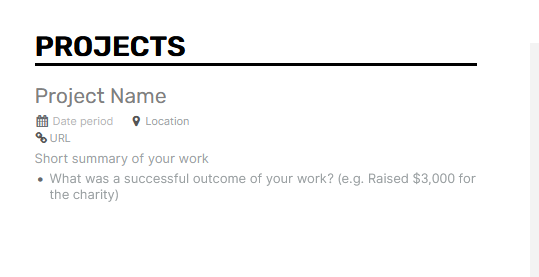 PROJECTS
Project Name
Date period Location
URL
Short summary of your work
• What was a successful outcome of your work? (e.g. Raised $3,000 for
the charity)